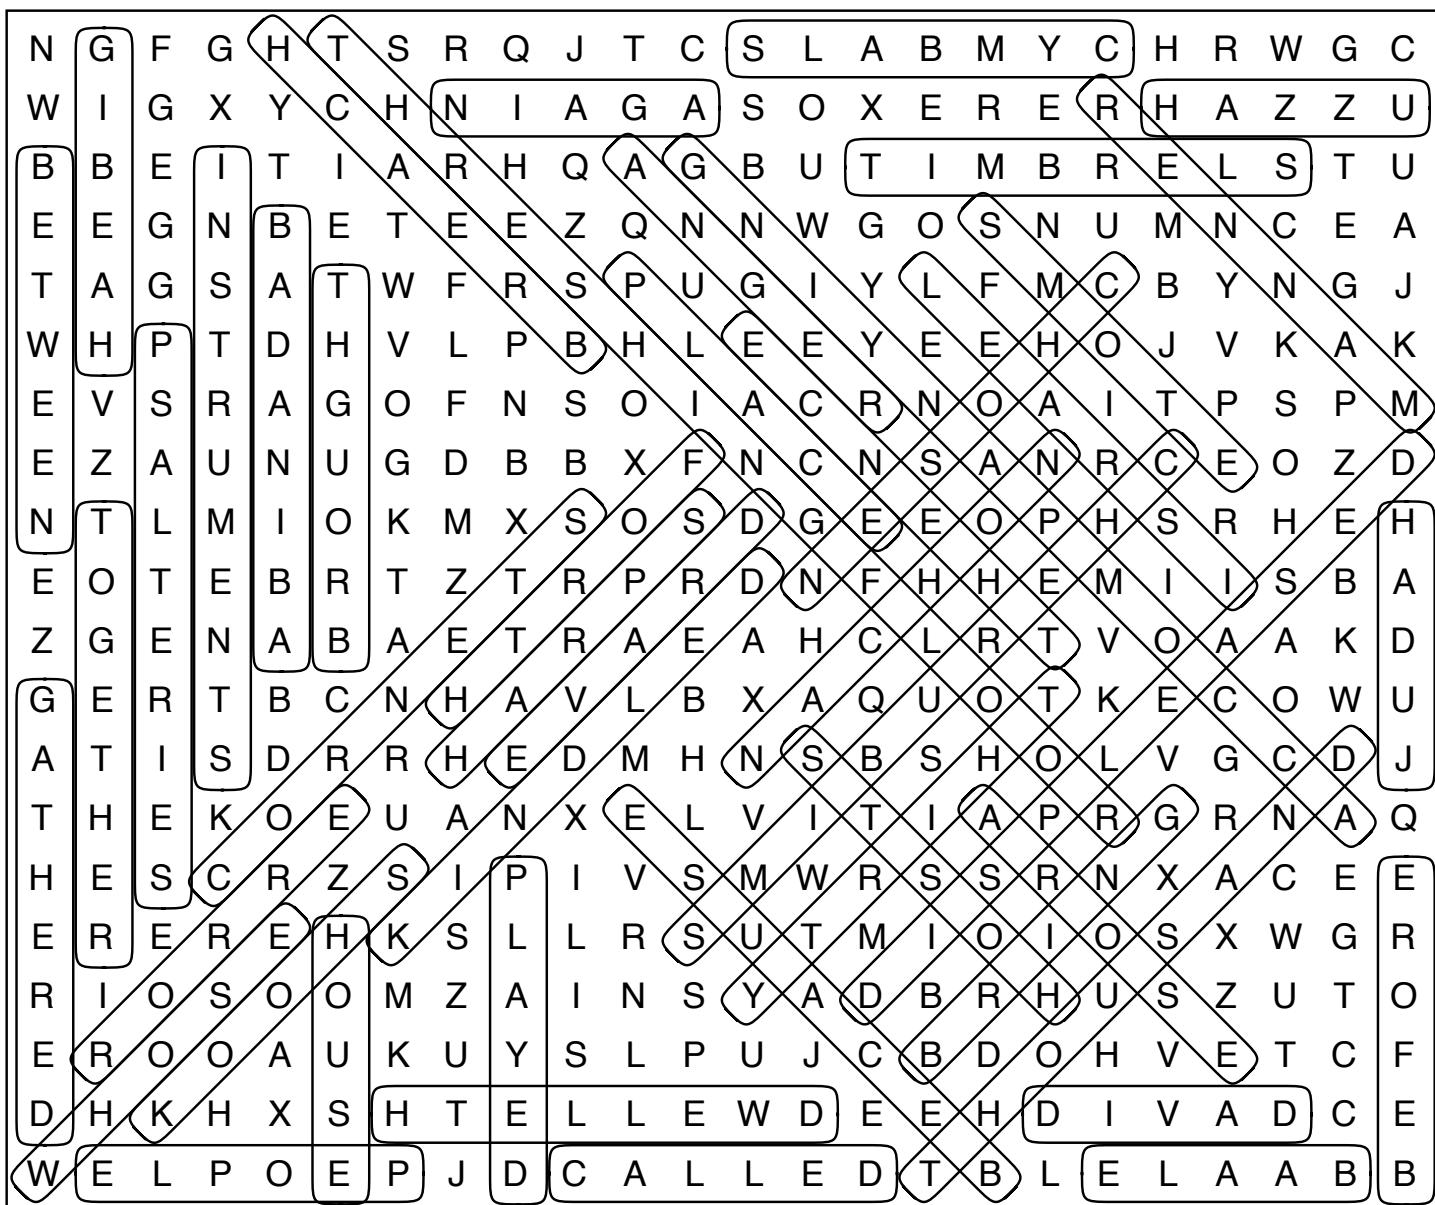 N G F G H T S R Q J T C S L A B M Y C H R W G C
W I G X Y C H N I A G A S O X E R E R H A Z Z U
B B E I T I A R H Q A G B U T I M B R E L S T U
E E G N B E T E E Z Q N N W G O S N U M N C E A
T A G S A T W F R S P U G I Y L F M C B Y N G J
W H P T D H V L P B H L E E Y E E H O J V K A K
E V S R A G O F N S O I A C R N O A I T P S P M
E Z A U N U G D B B X F N C N S A N R C E O Z D
N T L M I O K M X S O S D G E E O P H S R H E H
E O T E B R T Z T R P R D N F H H E M I I S B A
Z G E N A B A E T R A E A H C L R T V O A A K D
G E R T B C N H A V L B X A Q U O T K E C O W U
A T I S D R R H E D M H N S B S H O L V G C D J
T H E K O E U A N X E L V I T I A P R G R N A Q
H E S C R Z S I P I V S M W R S S R N X A C E E
E R E R E H K S L L R S U T M I O I O S X W G R
R I O S O O M Z A I N S Y A D B R H U S Z U T O
E R O O A U K U Y S L P U J C B D O H V E T C F
D H K H X S H T E L L E W D E E H D I V A D C E
W E L P O E P J D C A L L E D T B L E L A A B B